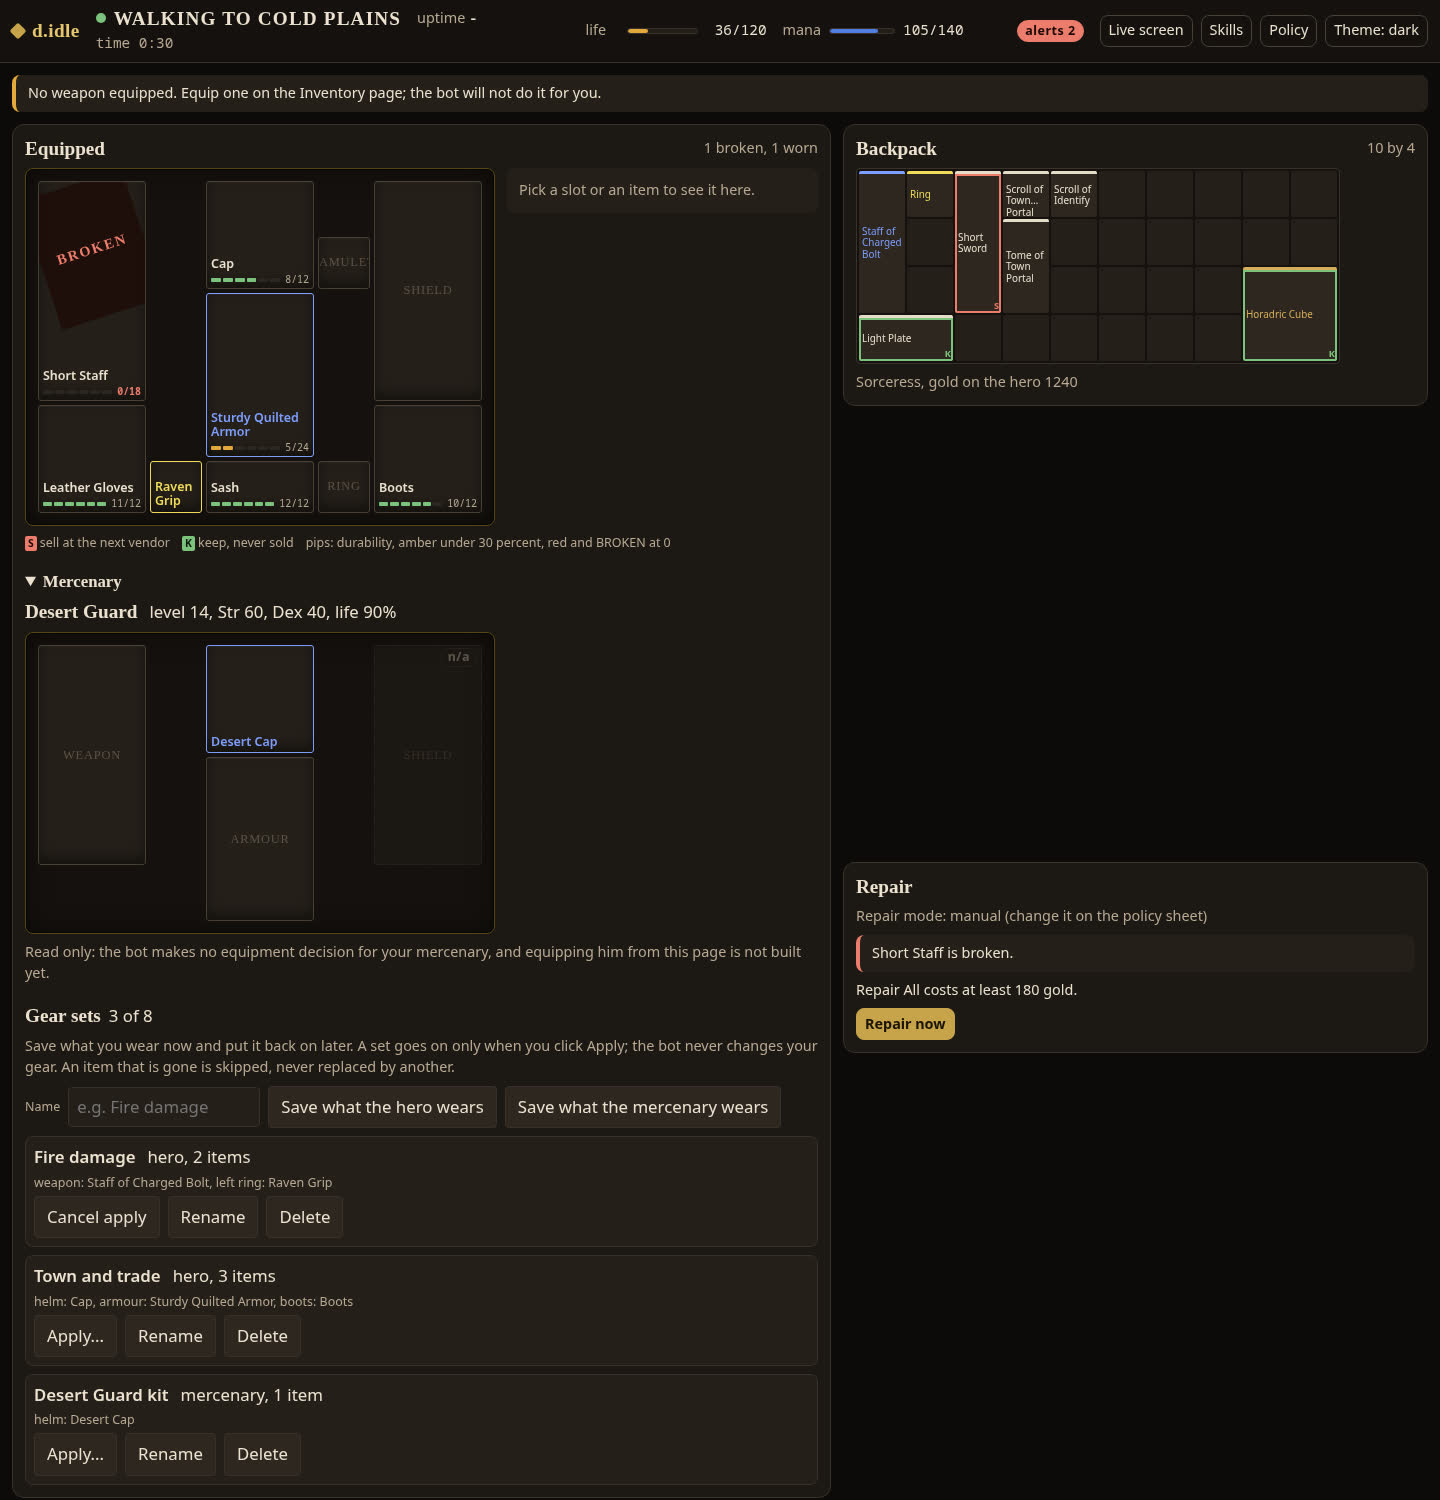 d.idle
WALKING TO COLD PLAINS uptime -
time 0:30
life 36/120 mana 105/140
alerts 2
Live screen
Skills
Policy
Theme: dark
No weapon equipped. Equip one on the Inventory page; the bot will not do it for you.
Equipped
1 broken, 1 worn
BROKEN
Short Staff
0/18
Cap
8/12
AMULET
SHIELD
Sturdy Quilted
Armor
5/24
Leather Gloves
11/12
Raven
Grip
Sash
12/12
RING
Boots
10/12
Pick a slot or an item to see it here.
S sell at the next vendor K keep, never sold pips: durability, amber under 30 percent, red and BROKEN at 0
▼ Mercenary
Desert Guard level 14, Str 60, Dex 40, life 90%
WEAPON
Desert Cap
n/a
SHIELD
ARMOUR
Read only: the bot makes no equipment decision for your mercenary, and equipping him from this page is not built
yet.
Gear sets 3 of 8
Save what you wear now and put it back on later. A set goes on only when you click Apply; the bot never changes your
gear. An item that is gone is skipped, never replaced by another.
Name e.g. Fire damage Save what the hero wears Save what the mercenary wears
Fire damage hero, 2 items
weapon: Staff of Charged Bolt, left ring: Raven Grip
Cancel apply Rename Delete
Town and trade hero, 3 items
helm: Cap, armour: Sturdy Quilted Armor, boots: Boots
Apply... Rename Delete
Desert Guard kit mercenary, 1 item
helm: Desert Cap
Apply... Rename Delete
Backpack
10 by 4
Staff of
Charged
Bolt
Ring
Short
Sword
S
Scroll of
Town...
Portal
Scroll of
Identify
Tome of
Town
Portal
Light Plate
K
Horadric Cube
K
Sorceress, gold on the hero 1240
Repair
Repair mode: manual (change it on the policy sheet)
Short Staff is broken.
Repair All costs at least 180 gold.
Repair now